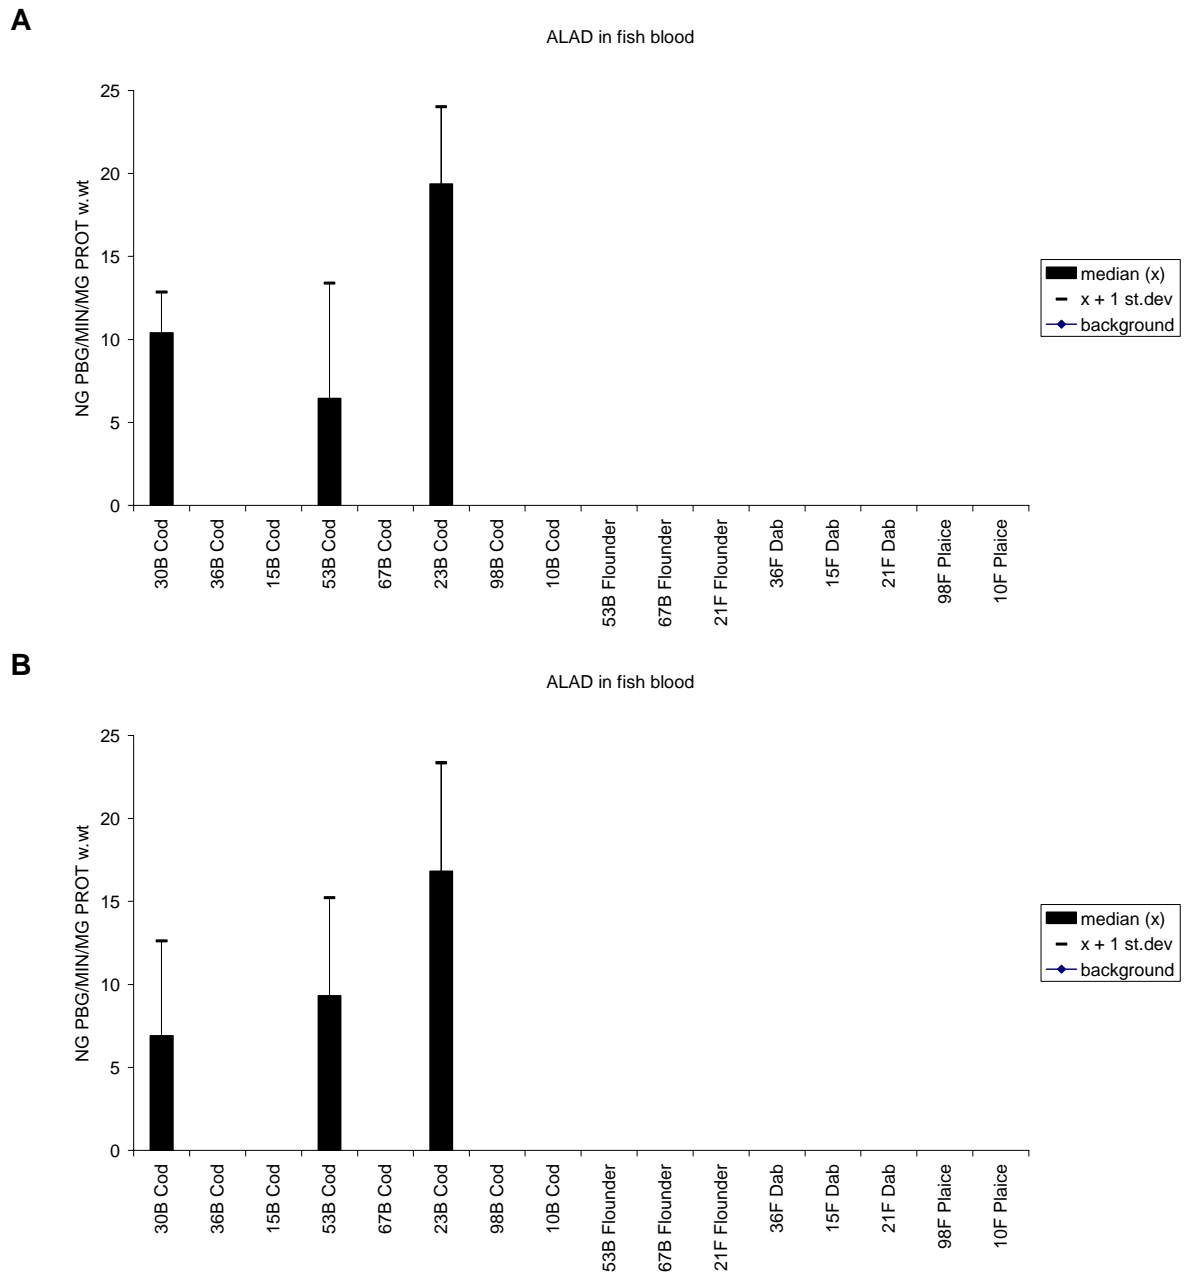 A
ALAD in fish blood
NG PBG/MIN/MG PROT w.wt
25
20
15
10
5
0
30B Cod
36B Cod
15B Cod
53B Cod
67B Cod
23B Cod
98B Cod
10B Cod
53B Flounder
67B Flounder
21F Flounder
36F Dab
15F Dab
21F Dab
98F Plaice
10F Plaice
median (x)
x + 1 st.dev
background
B
ALAD in fish blood
NG PBG/MIN/MG PROT w.wt
25
20
15
10
5
0
30B Cod
36B Cod
15B Cod
53B Cod
67B Cod
23B Cod
98B Cod
10B Cod
53B Flounder
67B Flounder
21F Flounder
36F Dab
15F Dab
21F Dab
98F Plaice
10F Plaice
median (x)
x + 1 st.dev
background